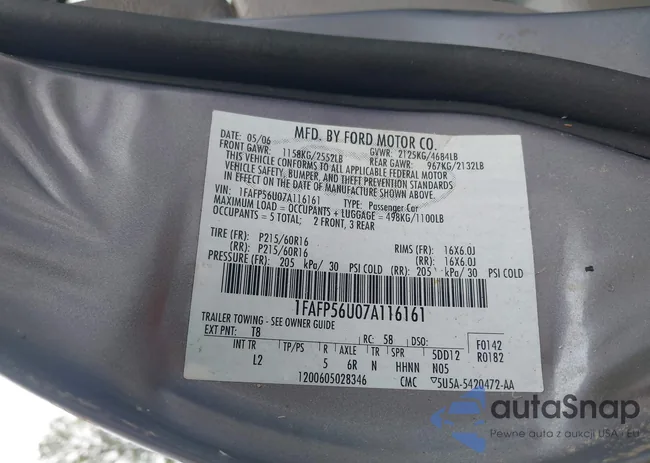 MFD. BY FORD MOTOR CO.
DATE: 05/06 GVWR: 2125KG/4684LB
FRONT GAWR: 1158KG/2552LB REAR GAWR: 967KG/2132LB
THIS VEHICLE CONFORMS TO ALL APPLICABLE FEDERAL MOTOR
VEHICLE SAFETY, BUMPER, AND THEFT PREVENTION STANDARDS
IN EFFECT ON THE DATE OF MANUFACTURE SHOWN ABOVE.
VIN: 1FAFP56U07A116161 TYPE: Passenger Car
MAXIMUM LOAD = OCCUPANTS + LUGGAGE = 498KG/1100LB
OCCUPANTS = 5 TOTAL; 2 FRONT, 3 REAR
TIRE (FR): P215/60R16 RIMS (FR): 16X6.0J
(RR): P215/60R16 (RR): 16X6.0J
PRESSURE (FR): 205 kPa/ 30 PSI COLD (RR): 205 kPa/ 30 PSI COLD
1FAFP56U07A116161
TRAILER TOWING - SEE OWNER GUIDE
EXT PNT: T8 RC: 58 DSO: F0142
INT TR TP/PS R AXLE TR SPR 5DD12 R0182
L2 5 6R N HHNN N05
1200605028346 CMC 5U5A-5420472-AA
autoSnap
Pewne auto z aukcji USA - Eu